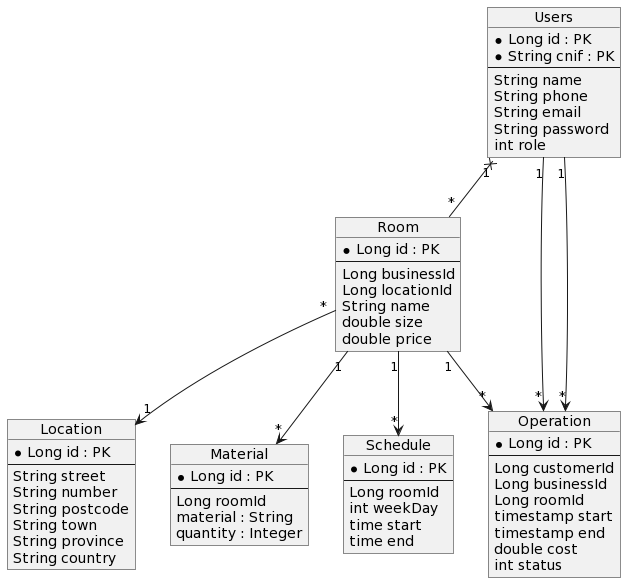 Users
Long id : PK
String cnif : PK
String name
String phone
String email
String password
int role
1
1
1
*
Room
Long id : PK
Long businessId
Long locationId
String name
double size
double price
*
1
1
1
1
*
*
*
*
*
Location
Long id : PK
String street
String number
String postcode
String town
String province
String country
Material
Long id : PK
Long roomId
material : String
quantity : Integer
Schedule
Long id : PK
Long roomId
int weekDay
time start
time end
Operation
Long id : PK
Long customerId
Long businessId
Long roomId
timestamp start
timestamp end
double cost
int status